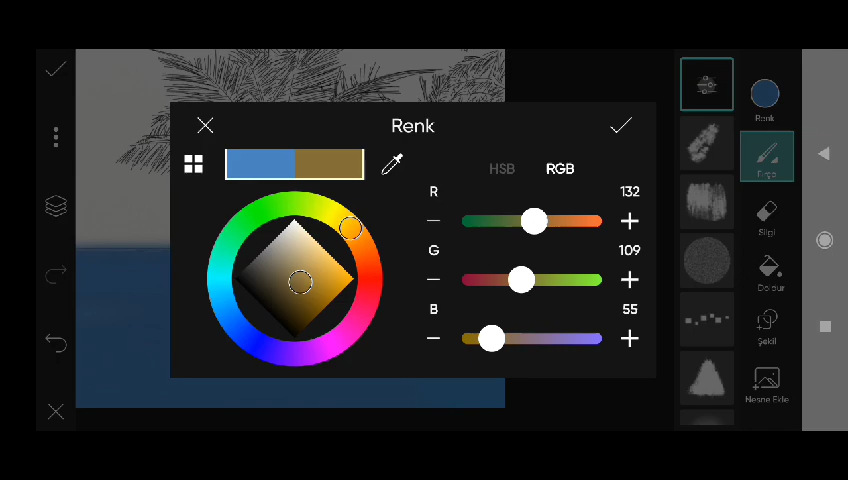 Renk
HSB
RGB
R
132
G
109
B
55
Renk
Fırça
Silgi
Doldur
Şekil
Nesne Ekle